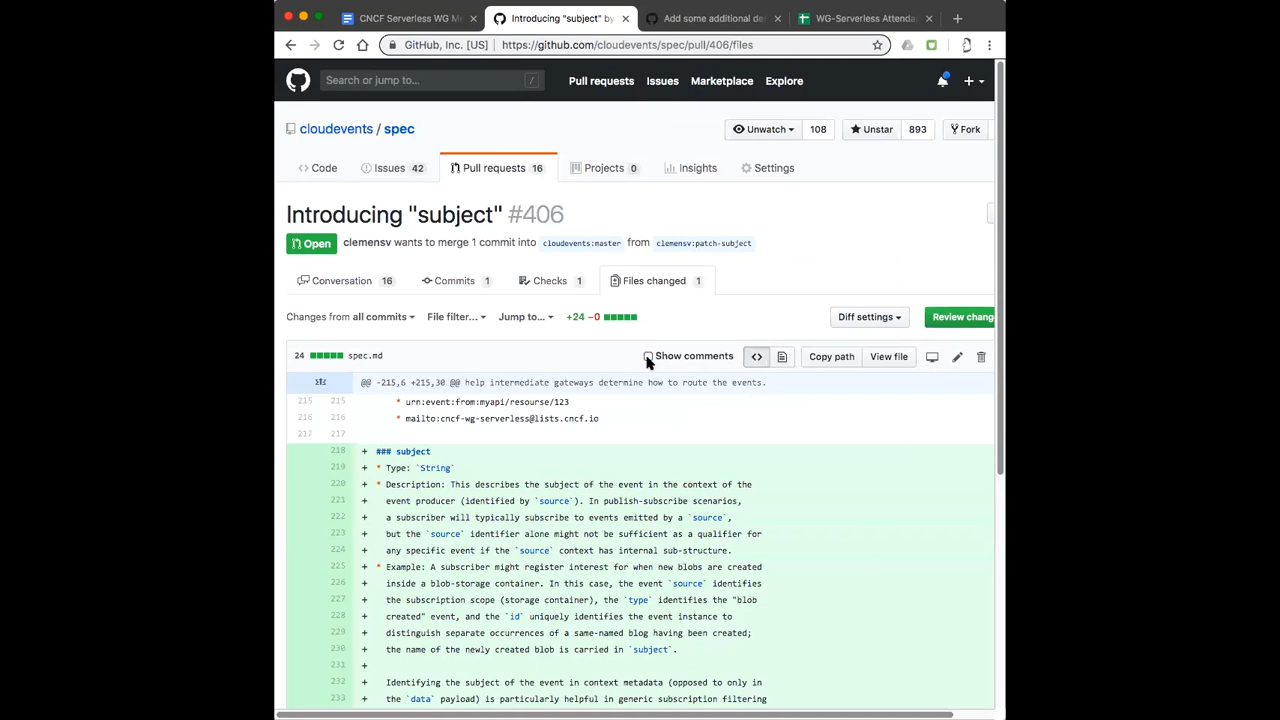 CNCF Serverless WG M
Introducing "subject" by
Add some additional de
WG-Serverless Attendar
GitHub, Inc. [US] https://github.com/cloudevents/spec/pull/406/files
Search or jump to... / Pull requests Issues Marketplace Explore
cloudevents / spec
Unwatch 108 Unstar 893 Fork
Code Issues 42 Pull requests 16 Projects 0 Insights Settings
Introducing "subject" #406
Open clemensv wants to merge 1 commit into cloudevents:master from clemensv:patch-subject
Conversation 16 Commits 1 Checks 1 Files changed 1
Changes from all commits File filter... Jump to... +24 −0 Diff settings Review chang
24 spec.md Show comments <> Copy path View file
@@ -215,6 +215,30 @@ help intermediate gateways determine how to route the events.
215 215 * urn:event:from:myapi/resourse/123
216 216 * mailto:cncf-wg-serverless@lists.cncf.io
217 217
218 + ### subject
219 + * Type: `String`
220 + * Description: This describes the subject of the event in the context of the
221 + event producer (identified by `source`). In publish-subscribe scenarios,
222 + a subscriber will typically subscribe to events emitted by a `source`,
223 + but the `source` identifier alone might not be sufficient as a qualifier for
224 + any specific event if the `source` context has internal sub-structure.
225 + * Example: A subscriber might register interest for when new blobs are created
226 + inside a blob-storage container. In this case, the event `source` identifies
227 + the subscription scope (storage container), the `type` identifies the "blob
228 + created" event, and the `id` uniquely identifies the event instance to
229 + distinguish separate occurrences of a same-named blog having been created;
230 + the name of the newly created blob is carried in `subject`.
231 +
232 + Identifying the subject of the event in context metadata (opposed to only in
233 + the `data` payload) is particularly helpful in generic subscription filtering